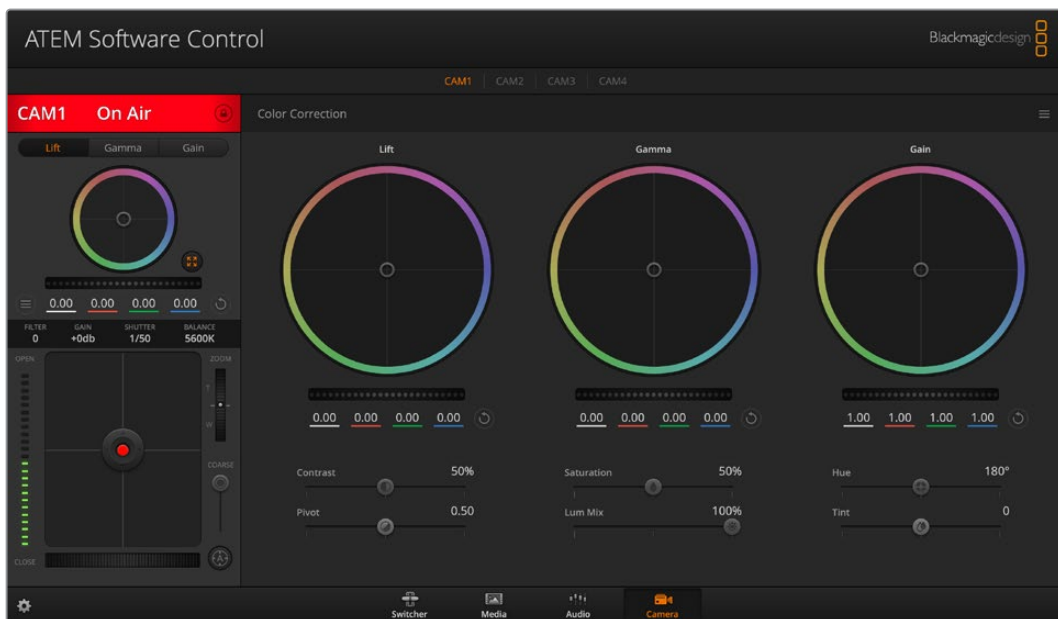 ATEM Software Control
Blackmagicdesign
CAM1 CAM2 CAM3 CAM4
CAM1 On Air
Color Correction
Lift Gamma Gain
0.00 0.00 0.00 0.00
FILTER GAIN SHUTTER BALANCE
0 +0db 1/50 5600K
OPEN ZOOM
T
W
COARSE
A
CLOSE
Lift Gamma Gain
0.00 0.00 0.00 0.00
0.00 0.00 0.00 0.00
1.00 1.00 1.00 1.00
Contrast 50% Saturation 50% Hue 180°
Pivot 0.50 Lum Mix 100% Tint 0
Switcher Media Audio Camera